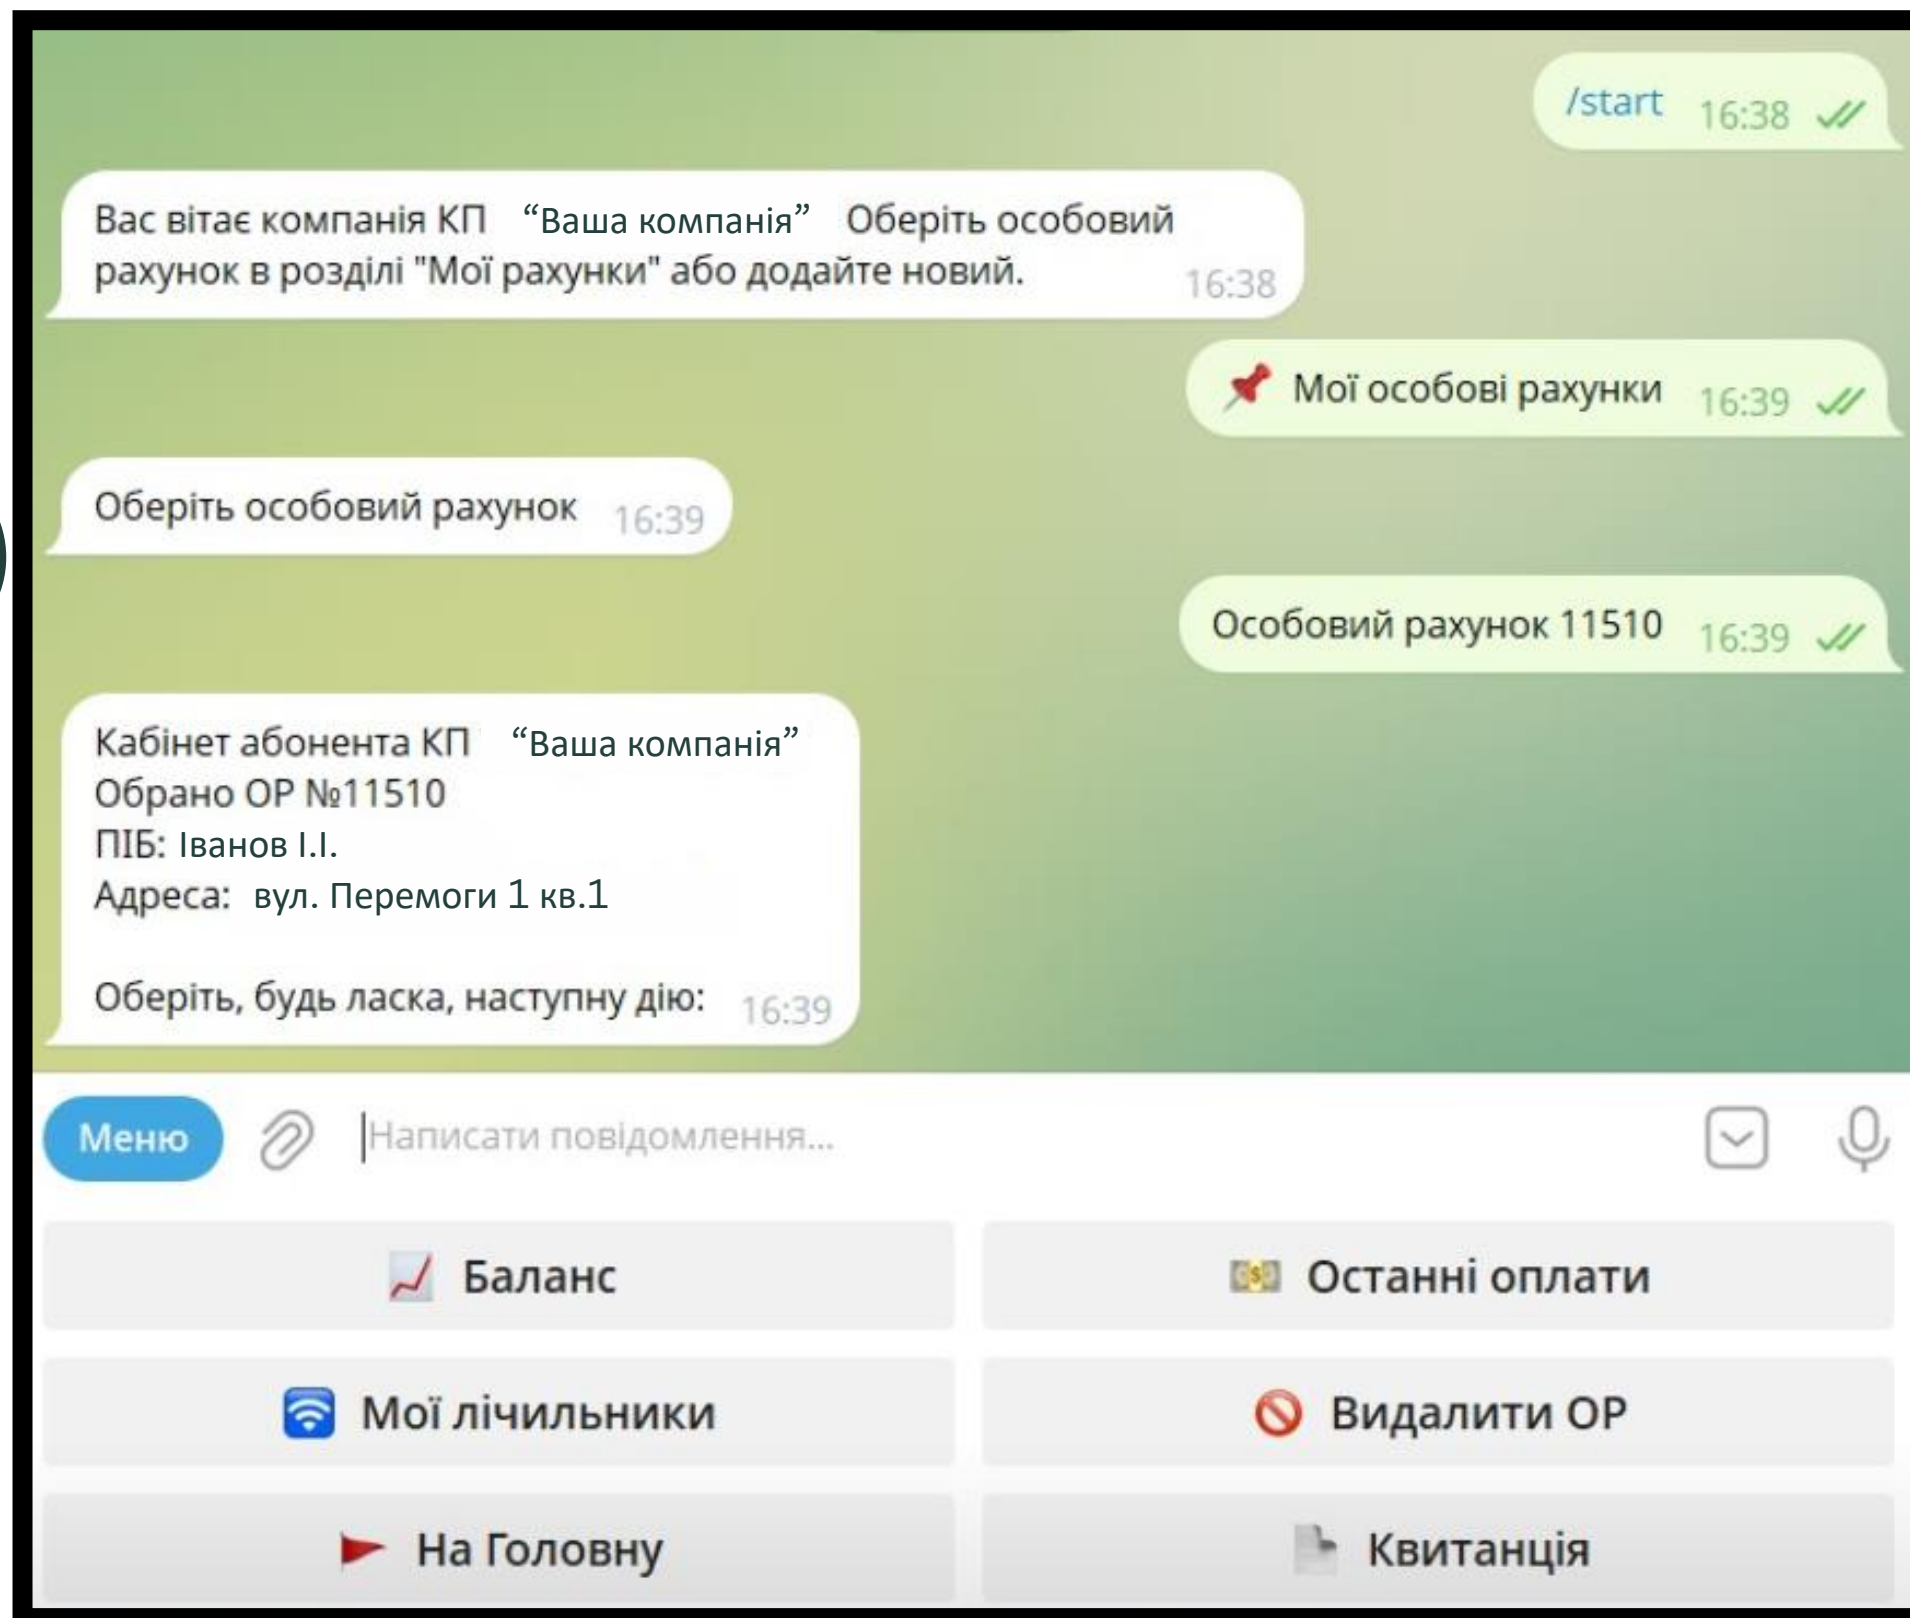 /start 16:38
Вас вітає компанія КП “Ваша компанія” Оберіть особовий
рахунок в розділі "Мої рахунки" або додайте новий. 16:38
Мої особові рахунки 16:39
Оберіть особовий рахунок 16:39
Особовий рахунок 11510 16:39
Кабінет абонента КП “Ваша компанія”
Обрано ОР №11510
ПІБ: Іванов І.І.
Адреса: вул. Перемоги 1 кв.1
Оберіть, будь ласка, наступну дію: 16:39
Меню Написати повідомлення...
Баланс
Останні оплати
Мої лічильники
Видалити ОР
На Головну
Квитанція